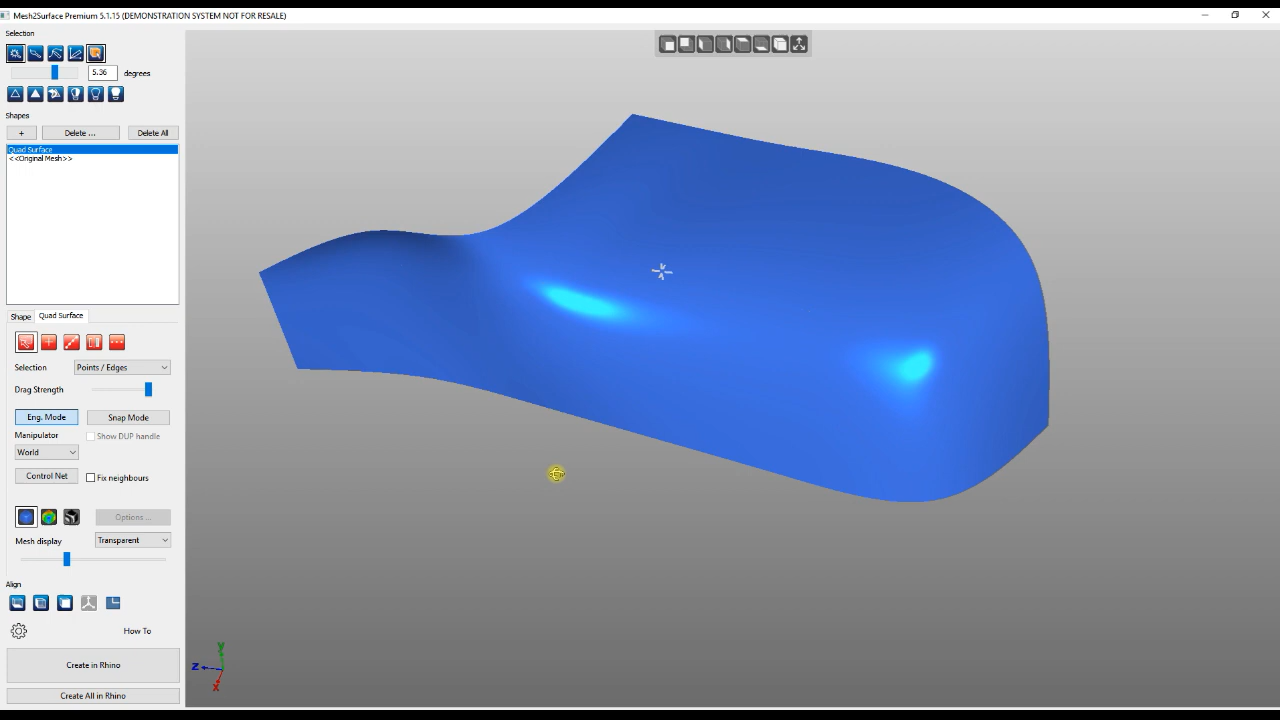 Mesh2Surface Premium 5.1.15 (DEMONSTRATION SYSTEM NOT FOR RESALE)
Selection
5.36 degrees
Shapes
+ Delete ... Delete All
Quad Surface
<<Original Mesh>>
Shape Quad Surface
Selection Points / Edges
Drag Strength
Eng. Mode Snap Mode
Manipulator Show DUP handle
World
Control Net Fix neighbours
Options ...
Mesh display Transparent
Align
How To
Create in Rhino
Create All in Rhino
y
z
x